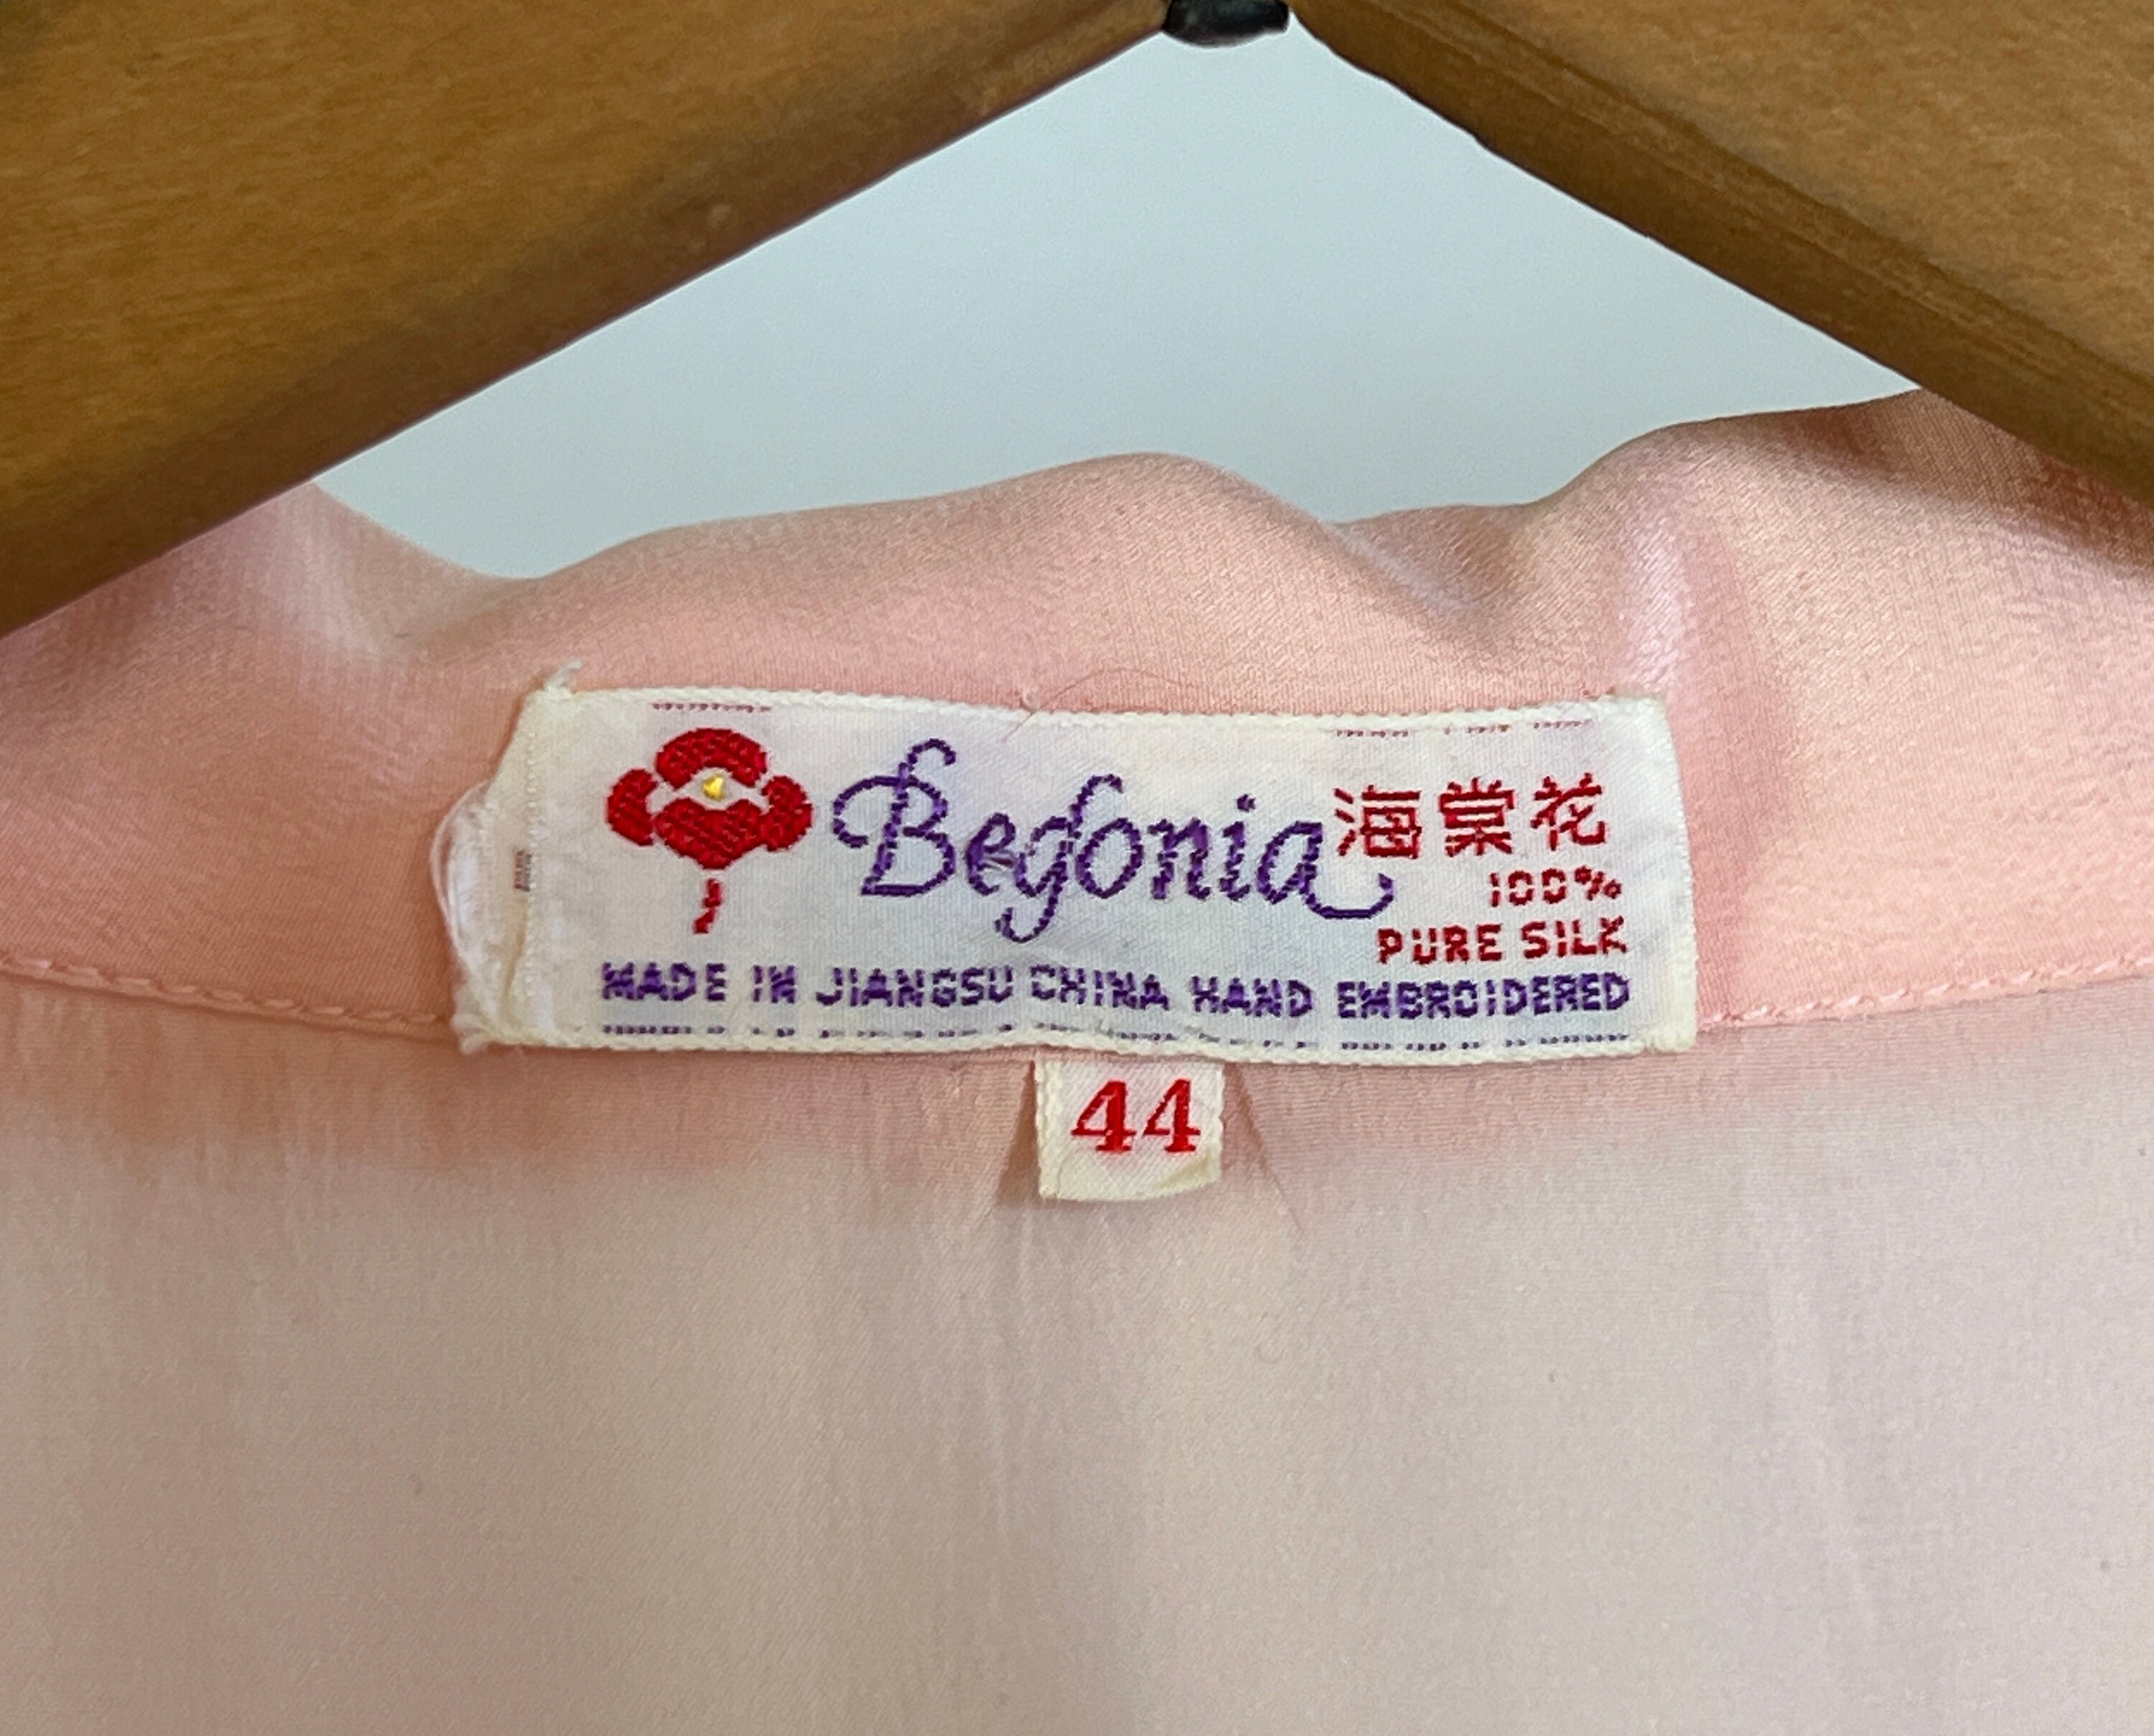 Begonia 海棠花
100%
PURE SILK
MADE IN JIANGSU CHINA HAND EMBROIDERED
44